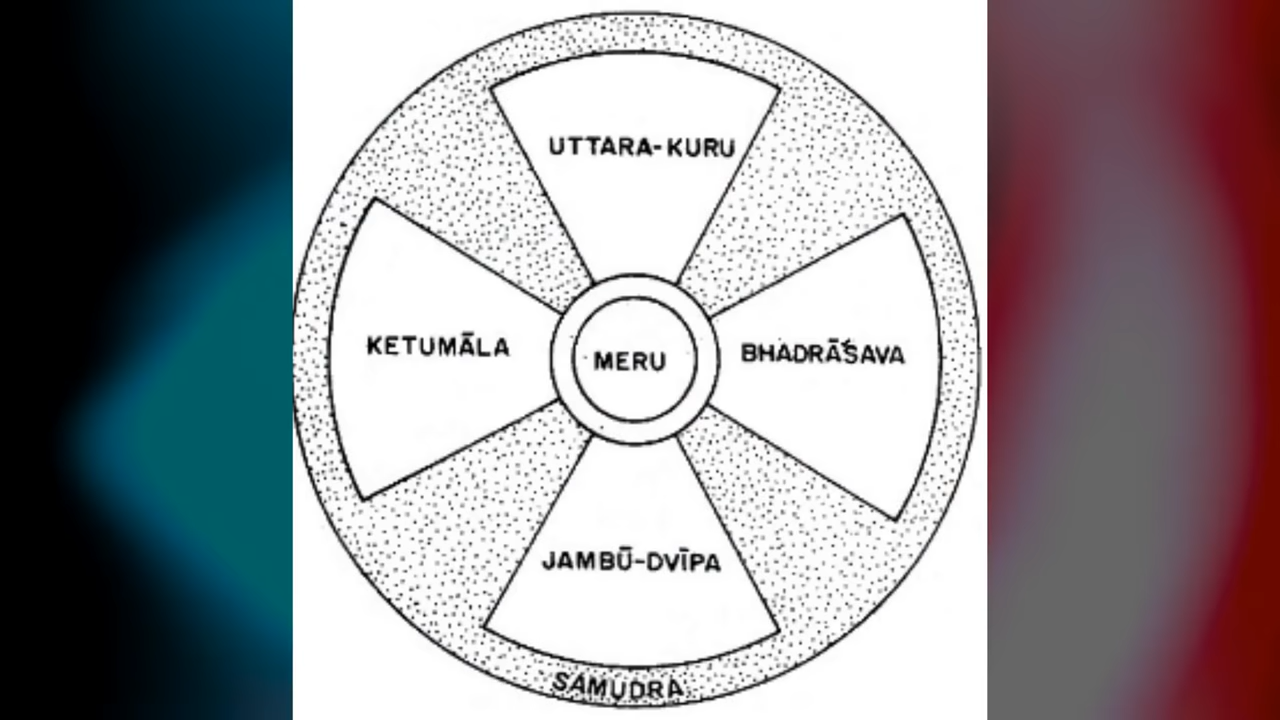 UTTARA-KURU
KETUMĀLA
MERU
BHADRĀŚAVA
JAMBŪ-DVĪPA
SAMUDRA